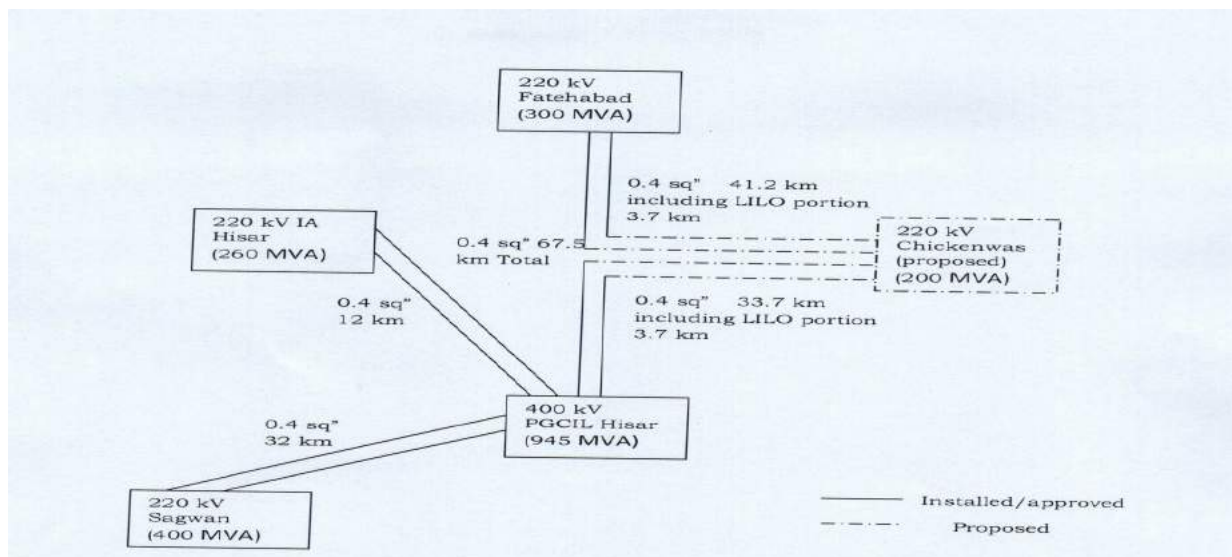 220 kV
Fatehabad
(300 MVA)
0.4 sq" 41.2 km
including LILO portion
3.7 km
220 kV IA
Hisar
(260 MVA)
0.4 sq" 67.5
km Total
220 kV
Chickenwas
(proposed)
(200 MVA)
0.4 sq"
12 km
0.4 sq" 33.7 km
including LILO portion
3.7 km
400 kV
PGCIL Hisar
(945 MVA)
0.4 sq"
32 km
220 kV
Sagwan
(400 MVA)
Installed/approved
Proposed